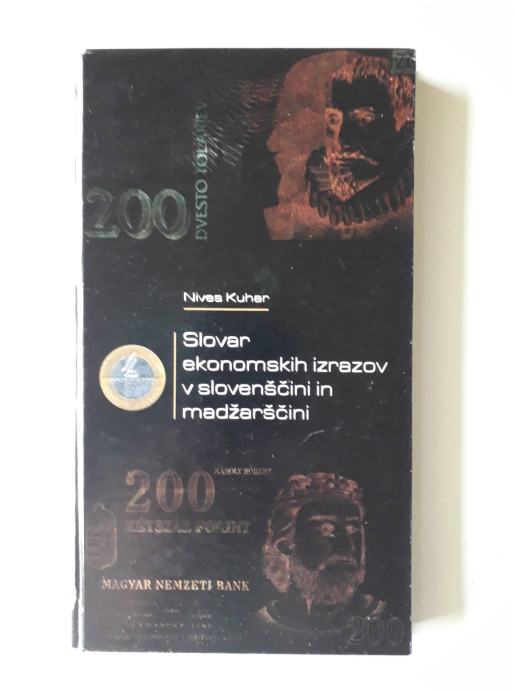 200
DVESTO TOLARJEV
Nives Kuhar
Slovar
ekonomskih izrazov
v slovenščini in
madžarščini
KÁROLY RÓBERT
200
KÉTSZÁZ FORINT
MAGYAR NEMZETI BANK
200